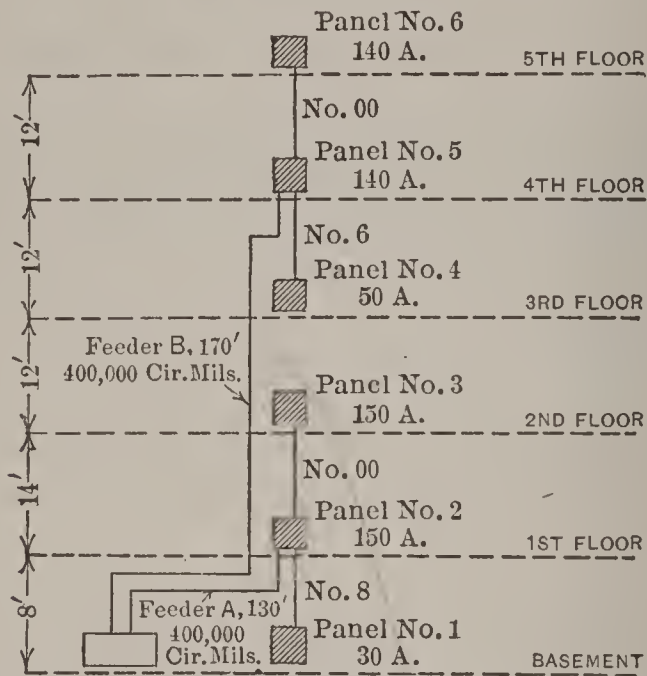 Panel No. 6
140 A.
5TH FLOOR
12'
No. 00
Panel No. 5
140 A.
4TH FLOOR
12'
No. 6
Panel No. 4
50 A.
3RD FLOOR
Feeder B, 170'
400,000 Cir. Mils.
12'
Panel No. 3
150 A.
2ND FLOOR
14'
No. 00
Panel No. 2
150 A.
1ST FLOOR
8'
Feeder A, 130'
400,000
Cir. Mils.
No. 8
Panel No. 1
30 A.
BASEMENT